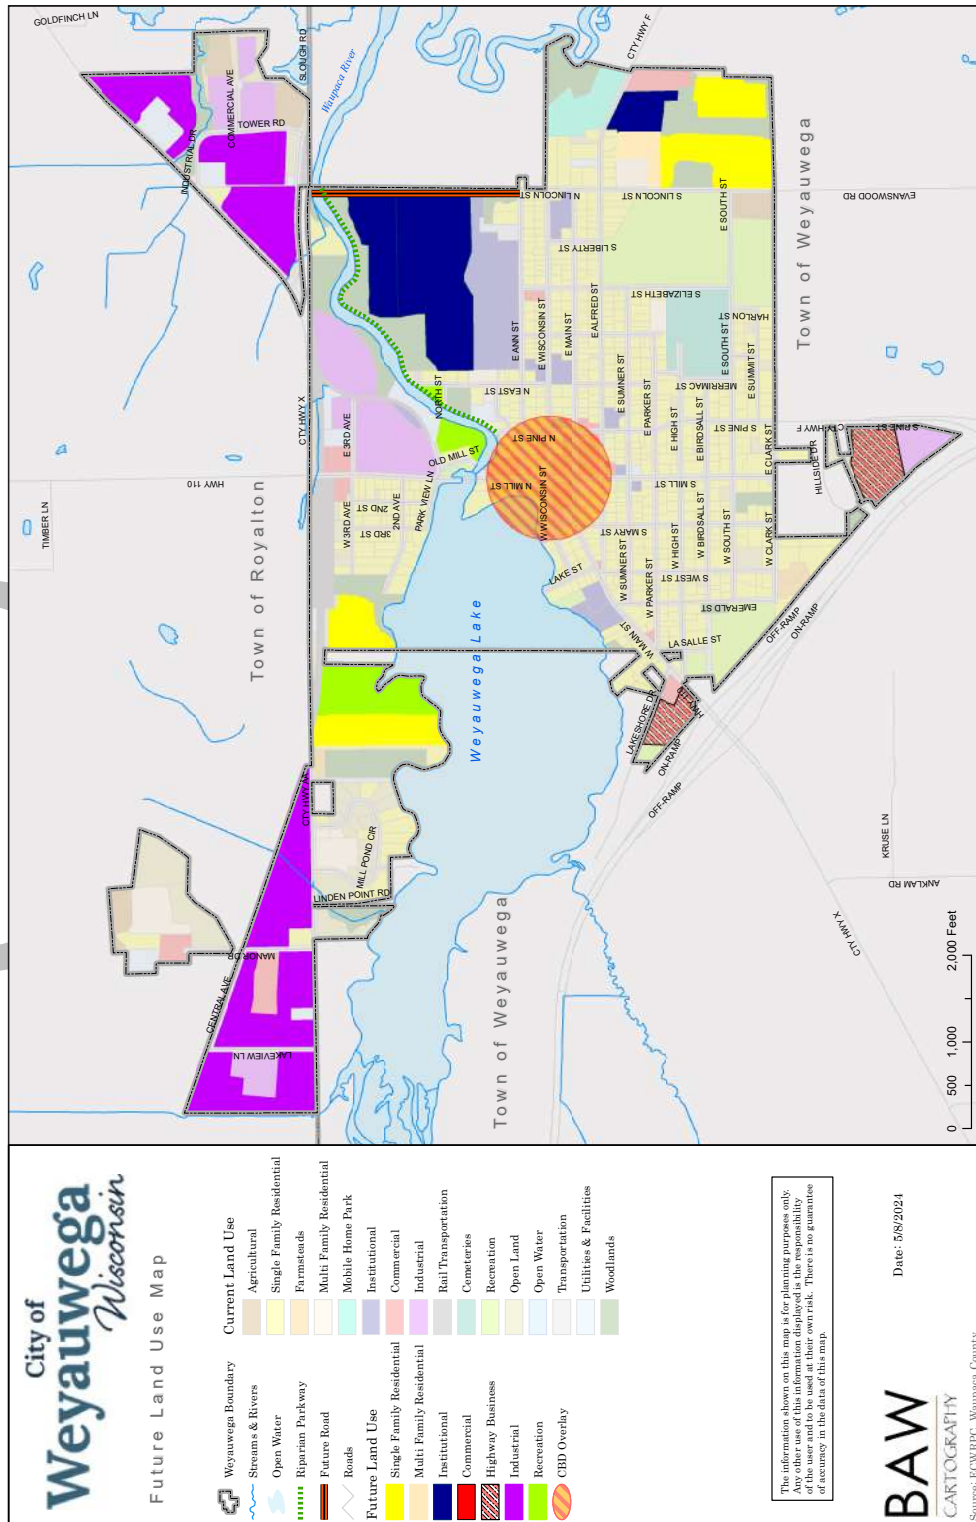 City of
Weyauwega
Wisconsin
Future Land Use Map
Weyauwega Boundary
Streams & Rivers
Open Water
Riparian Parkway
Future Road
Roads
Future Land Use
Single Family Residential
Multi Family Residential
Institutional
Commercial
Highway Business
Industrial
Recreation
CBD Overlay
Current Land Use
Agricultural
Single Family Residential
Farmsteads
Multi Family Residential
Mobile Home Park
Institutional
Commercial
Industrial
Rail Transportation
Cemeteries
Recreation
Open Land
Open Water
Transportation
Utilities & Facilities
Woodlands
The information shown on this map is for planning purposes only.
Any other use of this information displayed is the responsibility
of the user and to be used at their own risk. There is no guarantee
of accuracy in the data of this map.
BAW
CARTOGRAPHY
Date: 5/8/2024
Source: ECWRPC, Waupaca County
GOLDFINCH LN
SLOUGH RD
COMMERCIAL AVE
TOWER RD
INDUSTRIAL DR
Waupaca River
CTY HWY F
Town of Weyauwega
EVANSWOOD RD
N LINCOLN ST
S LINCOLN ST
E SOUTH ST
S LIBERTY ST
S ELIZABETH ST
HARLON ST
E ANN ST
E WISCONSIN ST
E MAIN ST
E ALFRED ST
E SOUTH ST
E SUMMIT ST
MERRIMAC ST
N EAST ST
NORTH ST
E SUMNER ST
E PARKER ST
E HIGH ST
E BIRDSALL ST
S PINE ST
E CLARK ST
CTY HWY F
S PINE ST
HILLSIDE DR
CTY HWY X
E 3RD AVE
OLD MILL ST
N PINE ST
N MILL ST
W WISCONSIN ST
S MILL ST
HWY 110
TIMBER LN
Town of Royalton
W 3RD AVE
2ND ST
3RD ST
2ND AVE
PARK VIEW LN
S MARY ST
W SUMNER ST
W PARKER ST
W HIGH ST
W BIRDSALL ST
W SOUTH ST
W CLARK ST
LAKE ST
S WEST ST
EMERALD ST
W MAIN ST
LA SALLE ST
OFF-RAMP
ON-RAMP
Weyauwega Lake
LAKESHORE DR
HWY 110
ON-RAMP
OFF-RAMP
MILL POND CIR
LINDEN POINT RD
MANOR DR
CENTRAL AVE
LAKEVIEW LN
Town of Weyauwega
KRUSE LN
ANKLAM RD
CTY HWY X
0 500 1,000 2,000 Feet